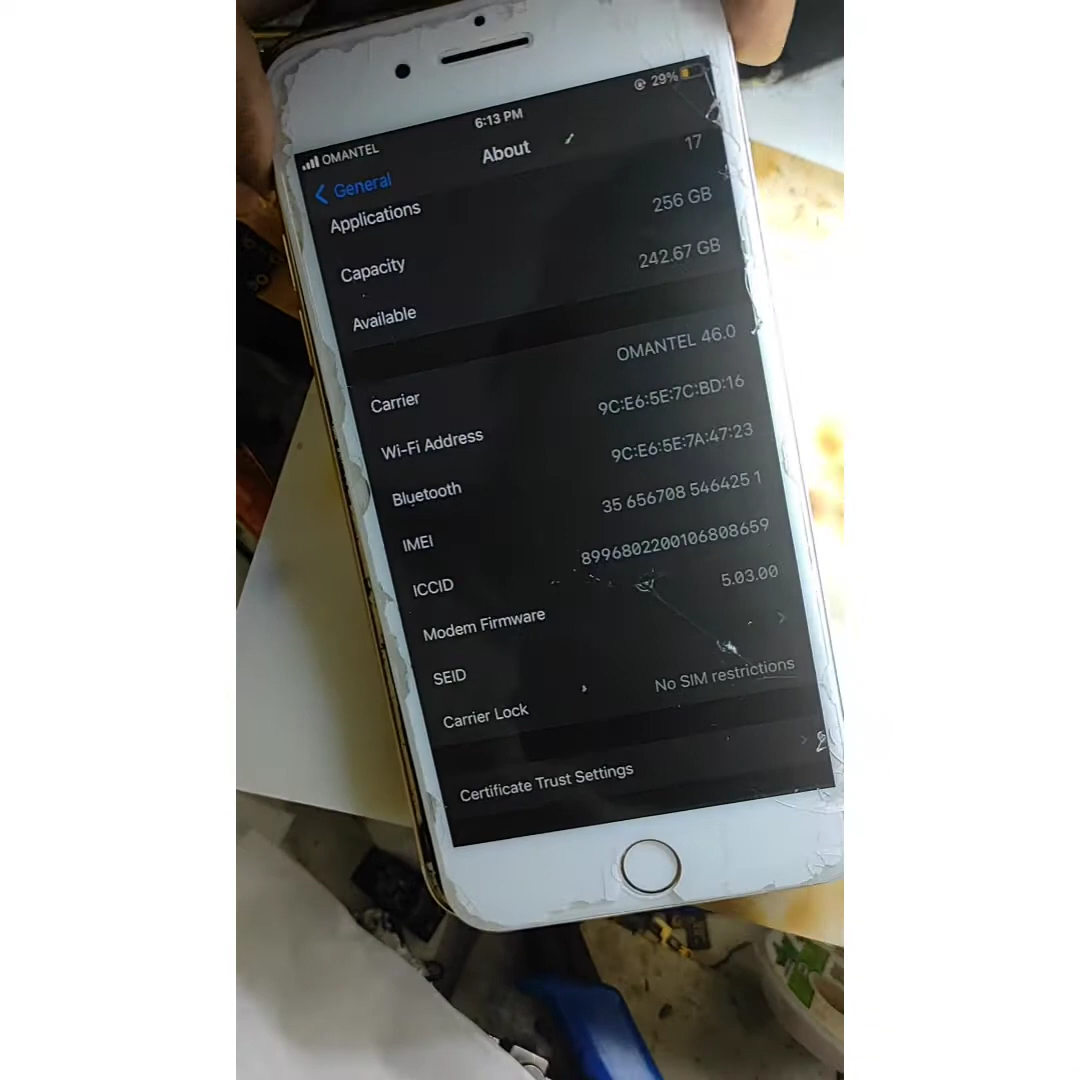 OMANTEL
6:13 PM
29%
General
About
Applications
17
Capacity
256 GB
Available
242.67 GB
Carrier
OMANTEL 46.0
Wi-Fi Address
9C:E6:5E:7C:BD:16
Bluetooth
9C:E6:5E:7A:47:23
IMEI
35 656708 546425 1
ICCID
8996802200106808659
Modem Firmware
5.03.00
SEID
Carrier Lock
No SIM restrictions
Certificate Trust Settings